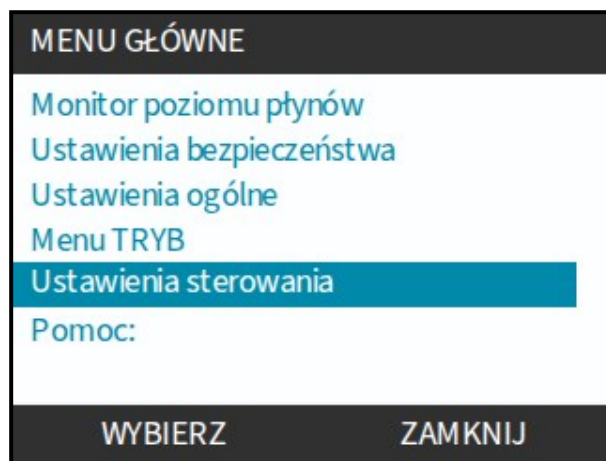 MENU GŁÓWNE
Monitor poziomu płynów
Ustawienia bezpieczeństwa
Ustawienia ogólne
Menu TRYB
Ustawienia sterowania
Pomoc:
WYBIERZ ZAMKNIJ